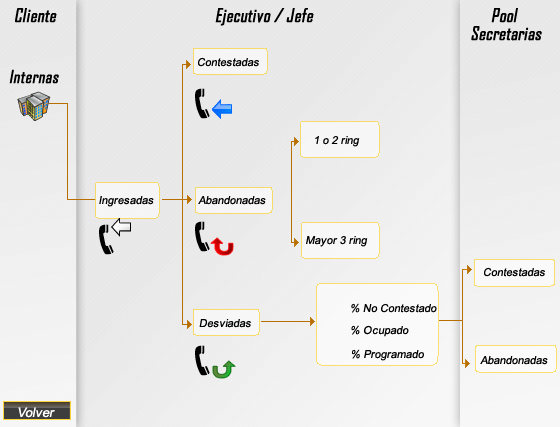 Cliente
Ejecutivo / Jefe
Pool
Secretarias
Internas
Contestadas
1 o 2 ring
Ingresadas
Abandonadas
Mayor 3 ring
Contestadas
% No Contestado
Desviadas
% Ocupado
% Programado
Abandonadas
Volver